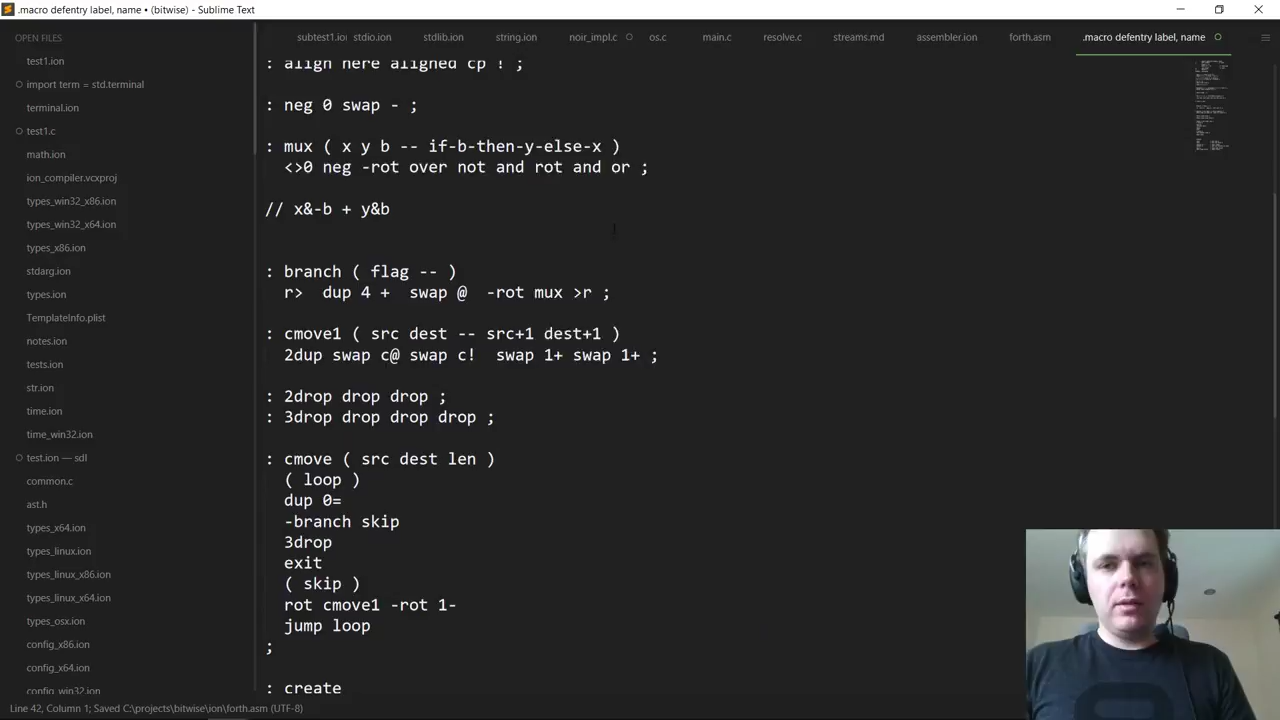 .macro defentry label, name • (bitwise) - Sublime Text
OPEN FILES
test1.ion
import term = std.terminal
terminal.ion
test1.c
math.ion
ion_compiler.vcxproj
types_win32_x86.ion
types_win32_x64.ion
types_x86.ion
stdarg.ion
types.ion
TemplateInfo.plist
notes.ion
tests.ion
str.ion
time.ion
time_win32.ion
test.ion — sdl
common.c
ast.h
types_x64.ion
types_linux.ion
types_linux_x86.ion
types_linux_x64.ion
types_osx.ion
config_x86.ion
config_x64.ion
config_win32.ion
subtest1.io
stdio.ion
stdlib.ion
string.ion
noir_impl.c
os.c
main.c
resolve.c
streams.md
assembler.ion
forth.asm
.macro defentry label, name
: align here aligned cp ! ;
: neg 0 swap - ;
: mux ( x y b -- if-b-then-y-else-x )
<>0 neg -rot over not and rot and or ;
// x&-b + y&b
: branch ( flag -- )
r>  dup 4 +  swap @  -rot mux >r ;
: cmove1 ( src dest -- src+1 dest+1 )
2dup swap c@ swap c!  swap 1+ swap 1+ ;
: 2drop drop drop ;
: 3drop drop drop drop ;
: cmove ( src dest len )
( loop )
dup 0=
-branch skip
3drop
exit
( skip )
rot cmove1 -rot 1-
jump loop
;
: create
Line 42, Column 1; Saved C:\projects\bitwise\ion\forth.asm (UTF-8)